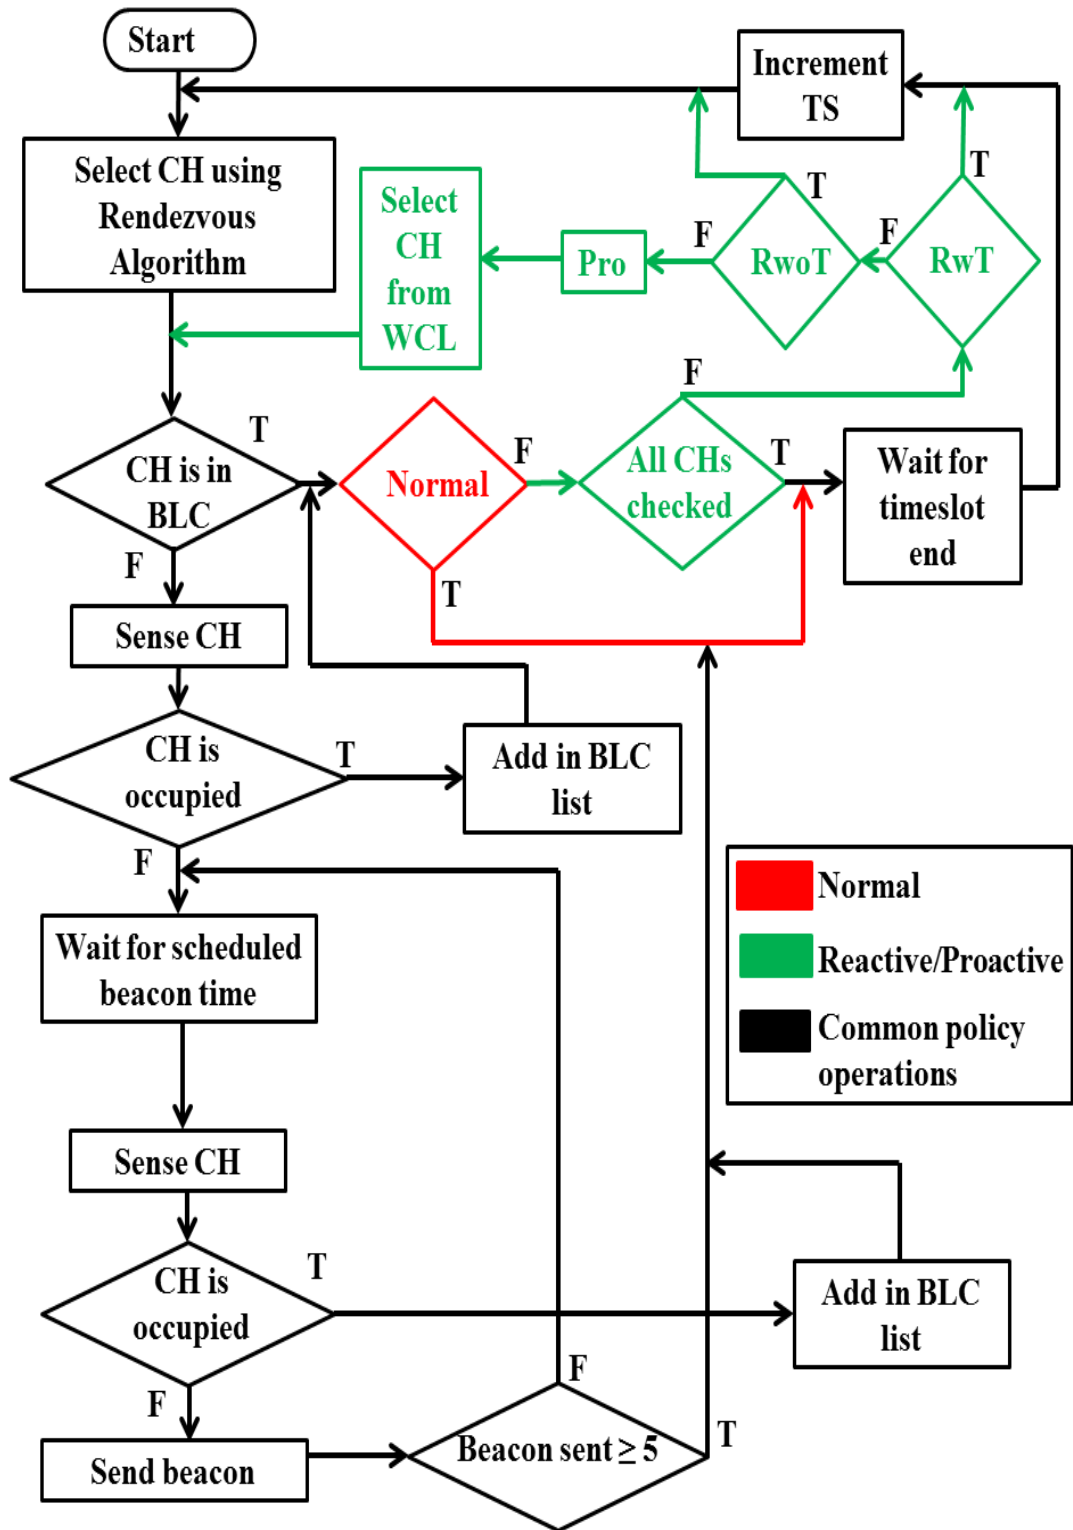 Start
Increment
TS
Select CH using
Rendezvous
Algorithm
Select
CH
from
WCL
Pro
F
RwoT
T
F
RwT
T
CH is in
BLC
T
F
Normal
F
T
All CHs
checked
F
T
Wait for
timeslot
end
Sense CH
CH is
occupied
T
F
Add in BLC
list
Wait for scheduled
beacon time
Normal
Reactive/Proactive
Common policy
operations
Sense CH
CH is
occupied
T
F
Add in BLC
list
Send beacon
Beacon sent ≥ 5
F
T